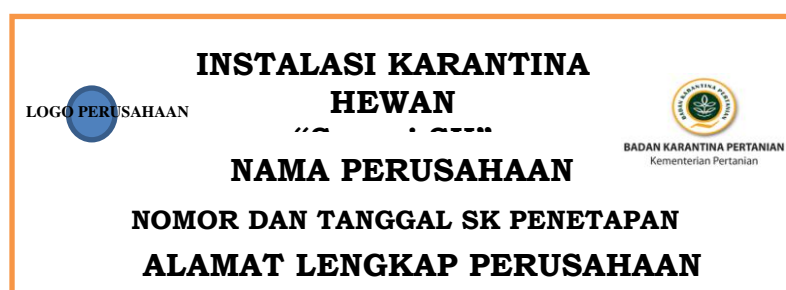 INSTALASI KARANTINA
HEWAN
LOGO PERUSAHAAN
BADAN KARANTINA PERTANIAN
Kementerian Pertanian
NAMA PERUSAHAAN
NOMOR DAN TANGGAL SK PENETAPAN
ALAMAT LENGKAP PERUSAHAAN